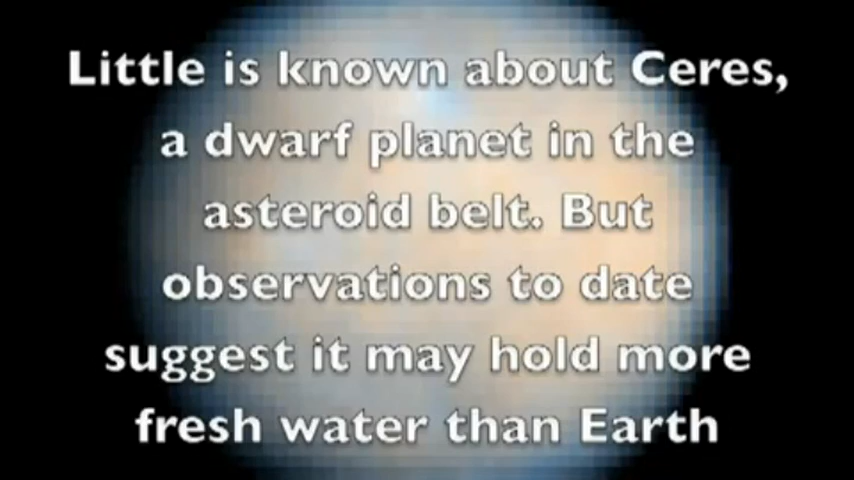 Little is known about Ceres,
a dwarf planet in the
asteroid belt. But
observations to date
suggest it may hold more
fresh water than Earth